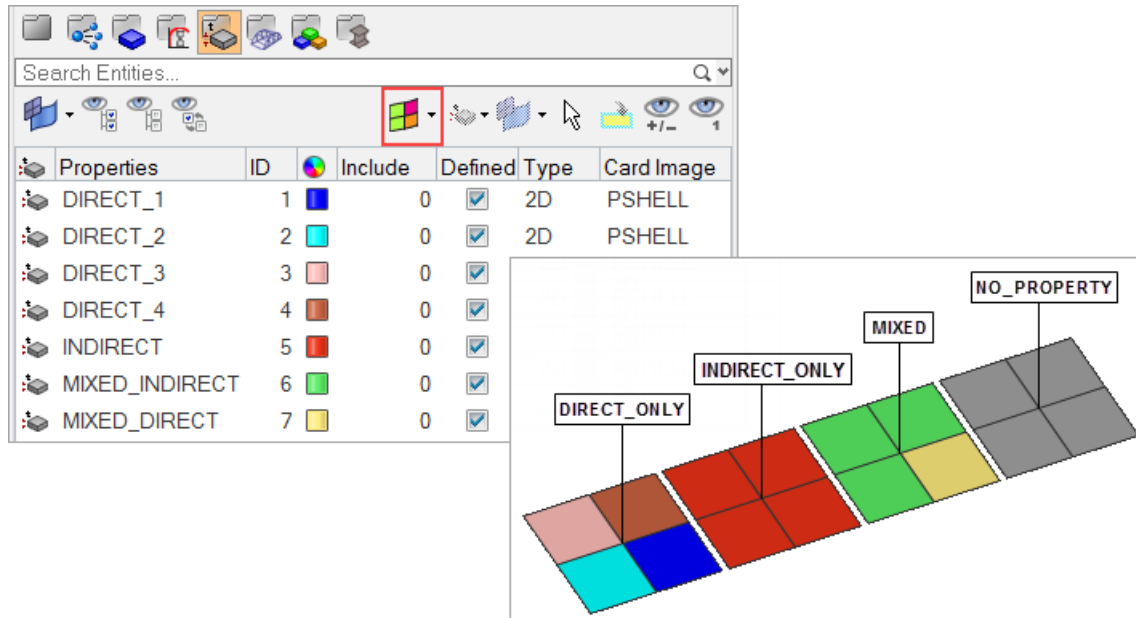 Search Entities...
+/- 1
Properties ID Include Defined Type Card Image
DIRECT_1 1 0 2D PSHELL
DIRECT_2 2 0 2D PSHELL
DIRECT_3 3 0
DIRECT_4 4 0
INDIRECT 5 0
MIXED_INDIRECT 6 0
MIXED_DIRECT 7 0
NO_PROPERTY
MIXED
INDIRECT_ONLY
DIRECT_ONLY